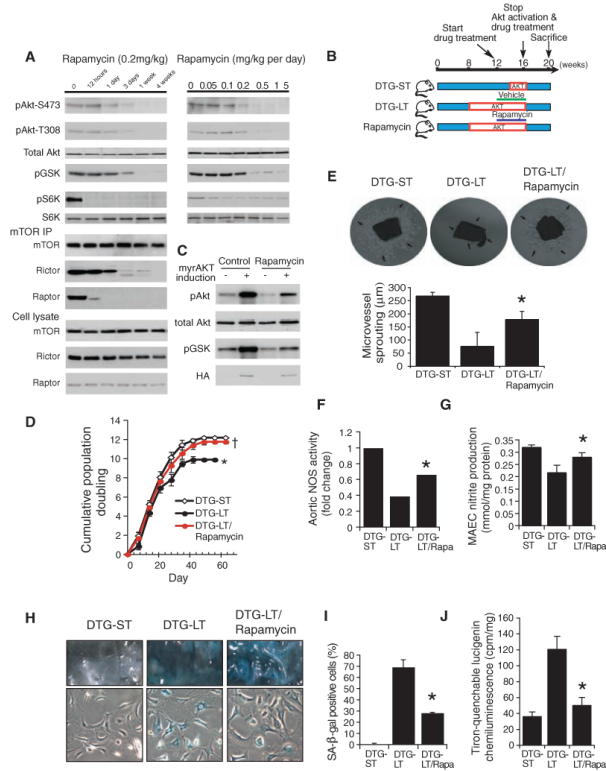 A
Rapamycin (0.2mg/kg)
0
12 hours
1 day
3 days
1 week
4 weeks
Rapamycin (mg/kg per day)
0 0.05 0.1 0.2 0.5 1 5
pAkt-S473
pAkt-T308
Total Akt
pGSK
pS6K
S6K
mTOR IP
mTOR
Rictor
Raptor
Cell lysate
mTOR
Rictor
Raptor
B
Start
drug treatment
Stop
Akt activation &
drug treatment
Sacrifice
0 8 12 16 20 (weeks)
DTG-ST
AKT
Vehicle
DTG-LT
AKT
Rapamycin
Rapamycin
AKT
C
Control Rapamycin
myrAKT
induction
- + - +
pAkt
total Akt
pGSK
HA
D
Cumulative population
doubling
14
12
10
8
6
4
2
0
†
*
DTG-ST
DTG-LT
DTG-LT/
Rapamycin
0 20 40 60
Day
E
DTG-ST
DTG-LT
DTG-LT/
Rapamycin
Microvessel
sprouting (μm)
300
250
200
150
100
50
0
*
DTG-ST
DTG-LT
DTG-LT/
Rapamycin
F
Aortic NOS activity
(fold change)
1.2
1
0.8
0.6
0.4
0.2
0
*
DTG-
ST
DTG-
LT
DTG-
LT/Rapa
G
MAEC nitrite production
(mmol/mg protein)
0.35
0.3
0.25
0.2
0.15
0.1
0.05
0
*
DTG-
ST
DTG-
LT
DTG-
LT/Rapa
H
DTG-ST
DTG-LT
DTG-LT/
Rapamycin
I
SA-β-gal positive cells (%)
80
70
60
50
40
30
20
10
0
*
DTG-
ST
DTG-
LT
DTG-
LT/Rapa
J
Tiron-quenchable lucigenin
chemiluminescence (cpm/mg)
160
140
120
100
80
60
40
20
0
*
DTG-
ST
DTG-
LT
DTG-
LT/Rapa